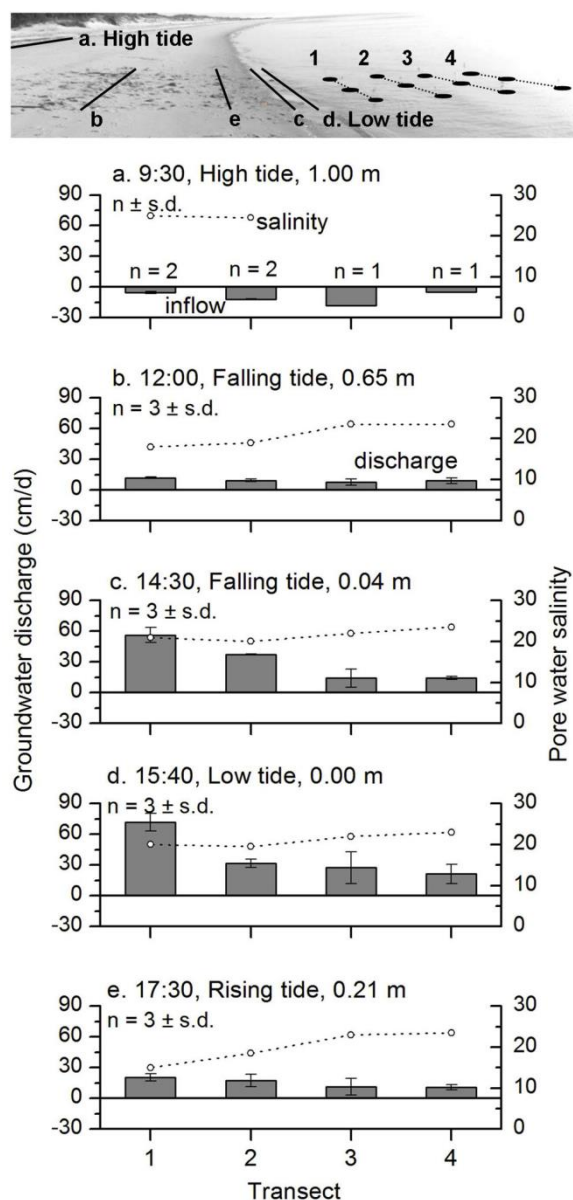 a. High tide
1 2 3 4
b e c d. Low tide
a. 9:30, High tide, 1.00 m
90 30
n ± s.d.
salinity
60
30 20
n = 2 n = 2 n = 1 n = 1
10
0
inflow
-30 0
b. 12:00, Falling tide, 0.65 m
90 30
n = 3 ± s.d.
60 20
discharge
30 10
0
-30 0
c. 14:30, Falling tide, 0.04 m
90 30
n = 3 ± s.d.
60 20
30 10
0
-30 0
d. 15:40, Low tide, 0.00 m
90 30
n = 3 ± s.d.
60 20
30 10
0
-30 0
e. 17:30, Rising tide, 0.21 m
90 30
n = 3 ± s.d.
60 20
30 10
0
-30 0
1 2 3 4
Transect
Groundwater discharge (cm/d)
Pore water salinity